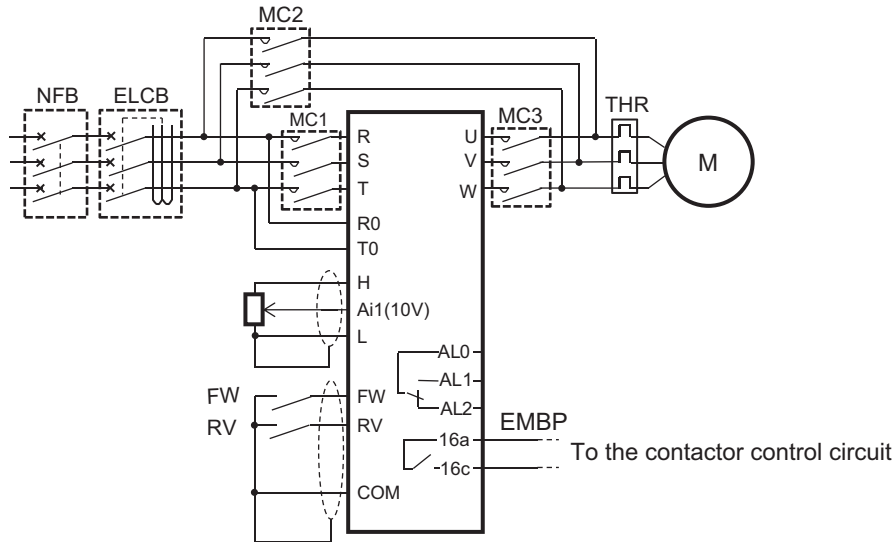 MC2
NFB
ELCB
MC1
MC3
THR
R
S
T
R0
T0
U
V
W
M
H
Ai1(10V)
L
AL0
AL1
AL2
FW
RV
FW
RV
COM
16a
16c
EMBP
To the contactor control circuit